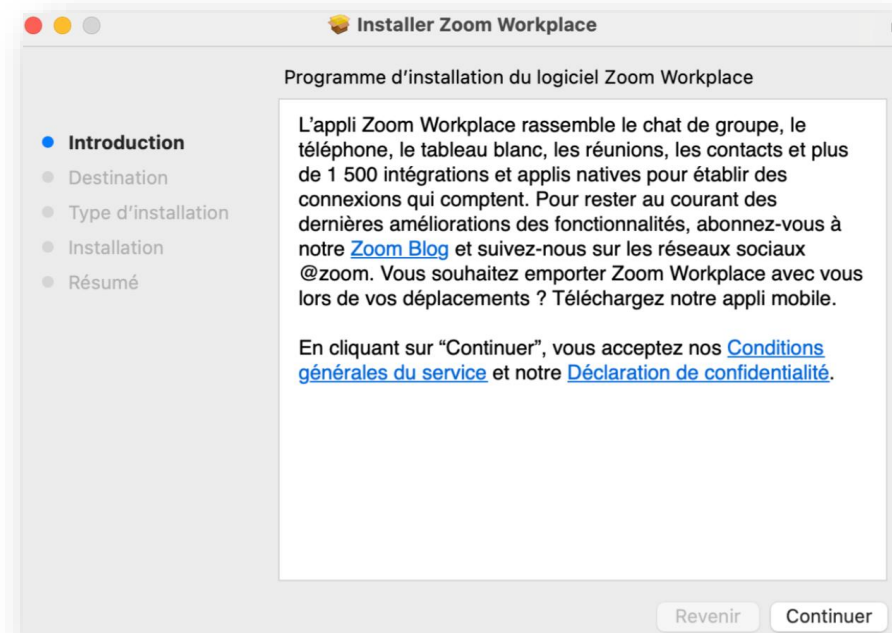 Installer Zoom Workplace
Programme d’installation du logiciel Zoom Workplace
Introduction
Destination
Type d’installation
Installation
Résumé
L’appli Zoom Workplace rassemble le chat de groupe, le
téléphone, le tableau blanc, les réunions, les contacts et plus
de 1 500 intégrations et applis natives pour établir des
connexions qui comptent. Pour rester au courant des
dernières améliorations des fonctionnalités, abonnez-vous à
notre Zoom Blog et suivez-nous sur les réseaux sociaux
@zoom. Vous souhaitez emporter Zoom Workplace avec vous
lors de vos déplacements ? Téléchargez notre appli mobile.
En cliquant sur “Continuer”, vous acceptez nos Conditions
générales du service et notre Déclaration de confidentialité.
Revenir
Continuer